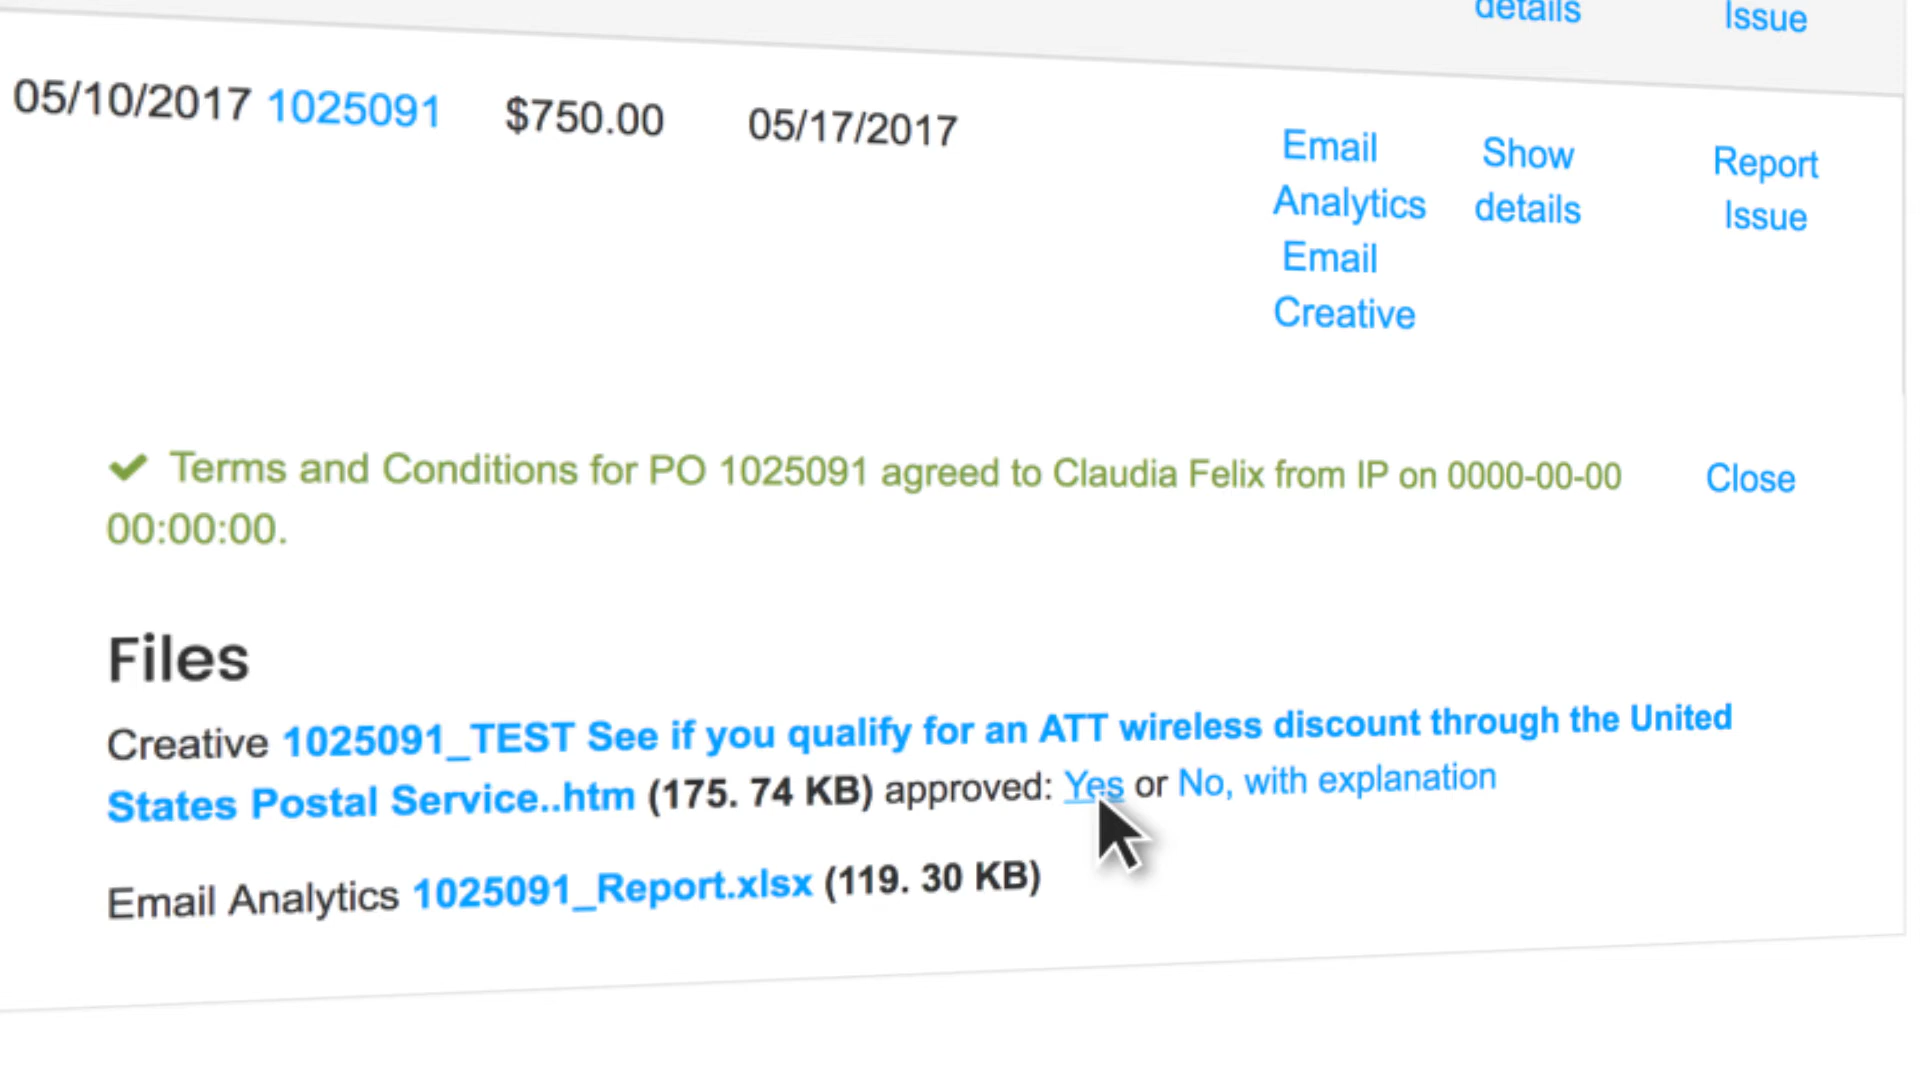 details Issue
05/10/2017 1025091 $750.00 05/17/2017
Email Show Report
Analytics details Issue
Email
Creative
Terms and Conditions for PO 1025091 agreed to Claudia Felix from IP on 0000-00-00 Close
00:00:00.
Files
Creative 1025091_TEST See if you qualify for an ATT wireless discount through the United
States Postal Service..htm (175. 74 KB) approved: Yes or No, with explanation
Email Analytics 1025091_Report.xlsx (119. 30 KB)